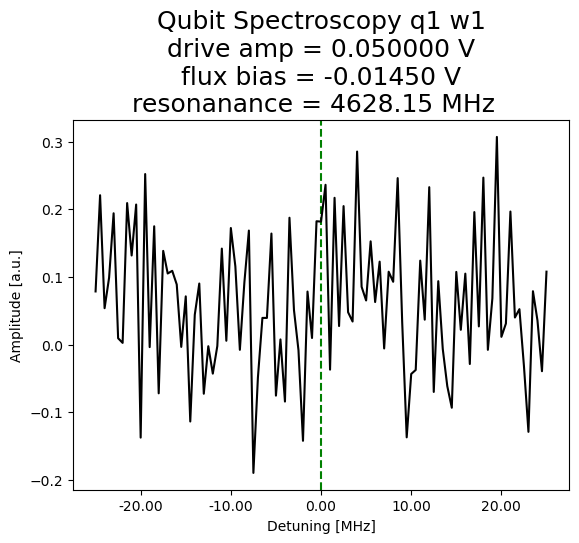 Qubit Spectroscopy q1 w1
drive amp = 0.050000 V
flux bias = -0.01450 V
resonanance = 4628.15 MHz
0.3
0.2
0.1
0.0
−0.1
−0.2
Amplitude [a.u.]
-20.00 -10.00 0.00 10.00 20.00
Detuning [MHz]